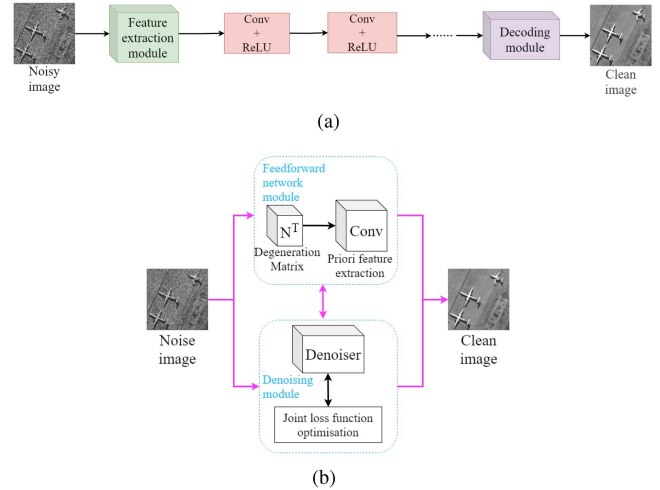 Noisy
image
Feature
extraction
module
Conv
+
ReLU
Conv
+
ReLU
......
Decoding
module
Clean
image
(a)
Feedforward
network
module
N^T
Degeneration
Matrix
Conv
Priori feature
extraction
Noise
image
Clean
image
Denoiser
Denoising
module
Joint loss function
optimisation
(b)